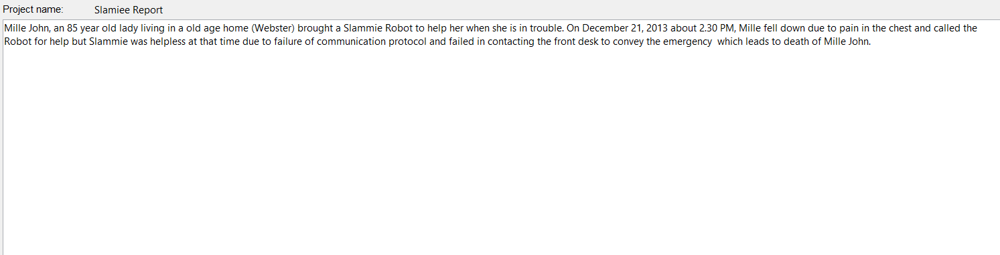 Project name: Slamiee Report
Mille John, an 85 year old lady living in a old age home (Webster) brought a Slammie Robot to help her when she is in trouble. On December 21, 2013 about 2.30 PM, Mille fell down due to pain in the chest and called the
Robot for help but Slammie was helpless at that time due to failure of communication protocol and failed in contacting the front desk to convey the emergency  which leads to death of Mille John.